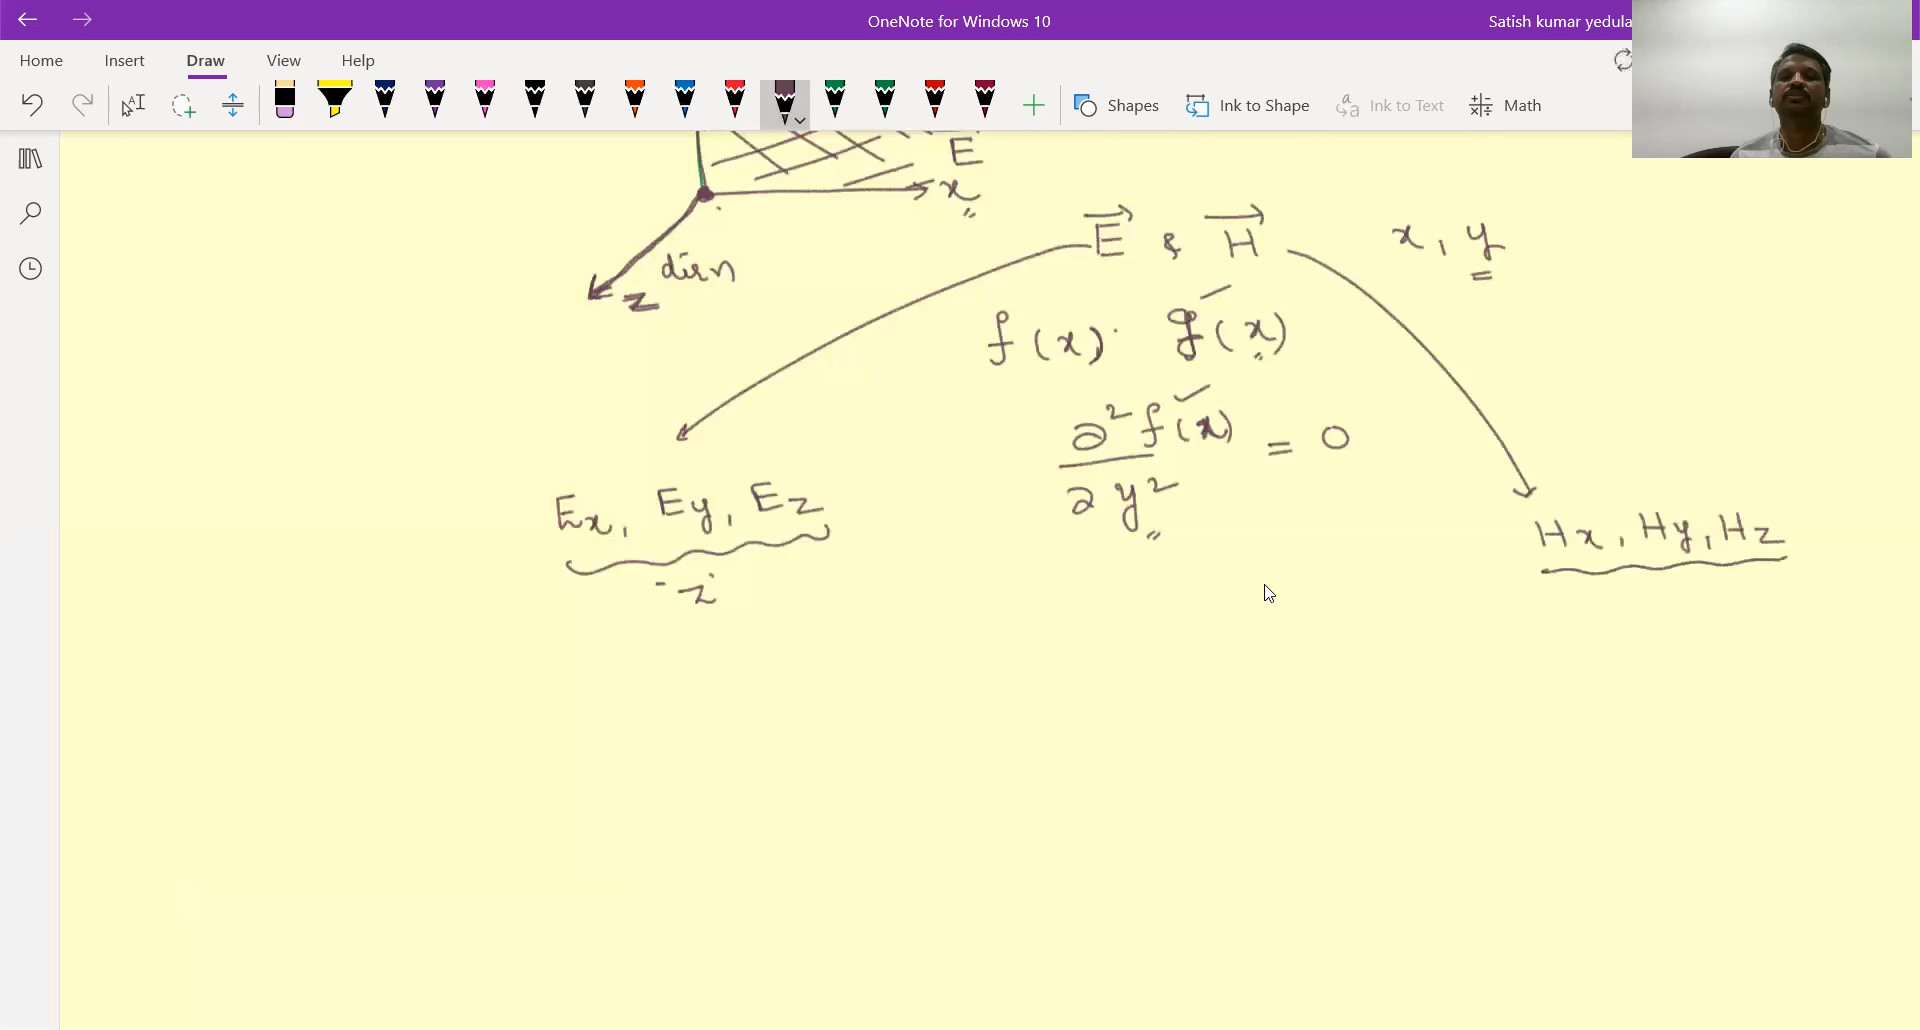 OneNote for Windows 10
Satish kumar yedula
Home Insert Draw View Help
Shapes Ink to Shape Ink to Text Math
E
x
dirn
z
E & H
x, y
f(x) g(x)
∂²f(x)/∂y² = 0
Ex, Ey, Ez
z
Hx, Hy, Hz